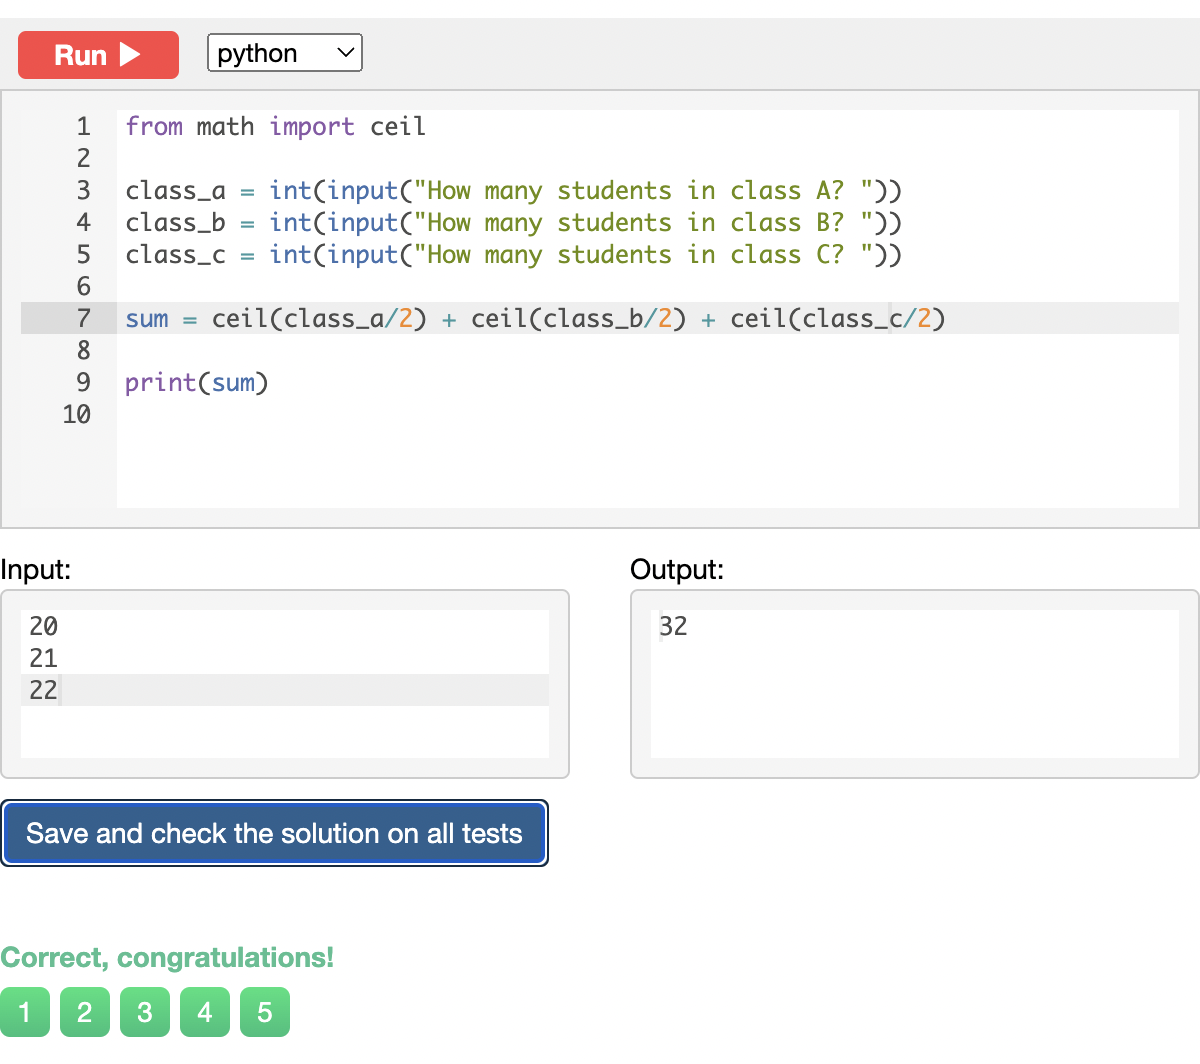 Run python
1 from math import ceil
2
3 class_a = int(input("How many students in class A? "))
4 class_b = int(input("How many students in class B? "))
5 class_c = int(input("How many students in class C? "))
6
7 sum = ceil(class_a/2) + ceil(class_b/2) + ceil(class_c/2)
8
9 print(sum)
10
Input:
20
21
22
Output:
32
Save and check the solution on all tests
Correct, congratulations!
1 2 3 4 5